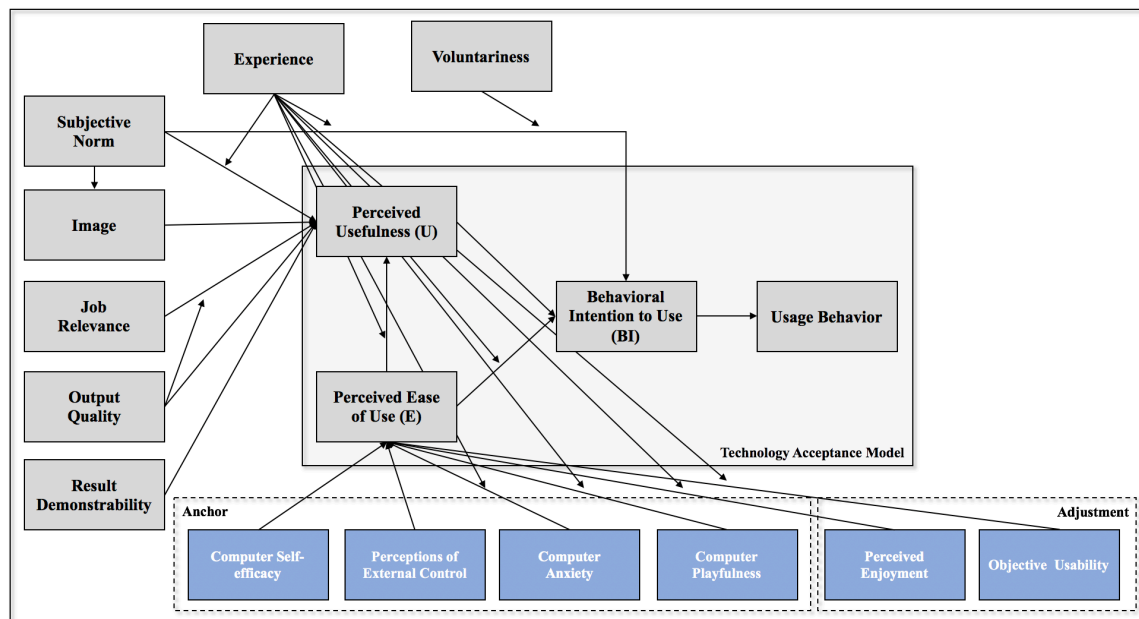 Experience
Voluntariness
Subjective
Norm
Image
Perceived
Usefulness (U)
Job
Relevance
Behavioral
Intention to Use
(BI)
Usage Behavior
Output
Quality
Perceived Ease
of Use (E)
Technology Acceptance Model
Result
Demonstrability
Anchor
Adjustment
Computer Self-
efficacy
Perceptions of
External Control
Computer
Anxiety
Computer
Playfulness
Perceived
Enjoyment
Objective Usability